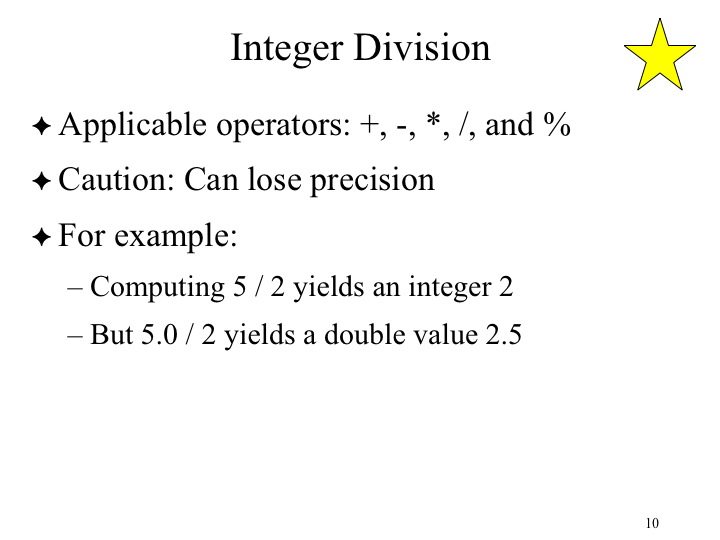 Integer Division
✦ Applicable operators: +, -, *, /, and %
✦ Caution: Can lose precision
✦ For example:
– Computing 5 / 2 yields an integer 2
– But 5.0 / 2 yields a double value 2.5
10